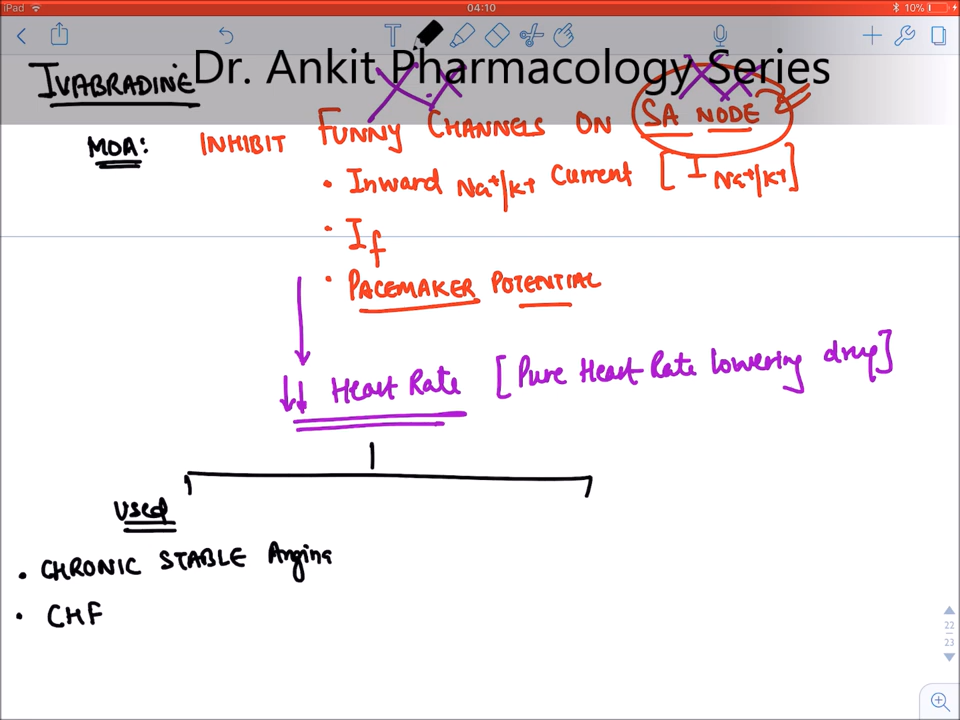 iPad 04:10 10%
Dr. Ankit Pharmacology Series
IVABRADINE
MOA: INHIBIT FUNNY CHANNELS ON SA NODE
• Inward Na+/K+ Current [I Na+/K+]
• If
• PACEMAKER POTENTIAL
↓↓ Heart Rate [Pure Heart Rate lowering drug]
Used
• CHRONIC STABLE Angina
• CHF
22
23